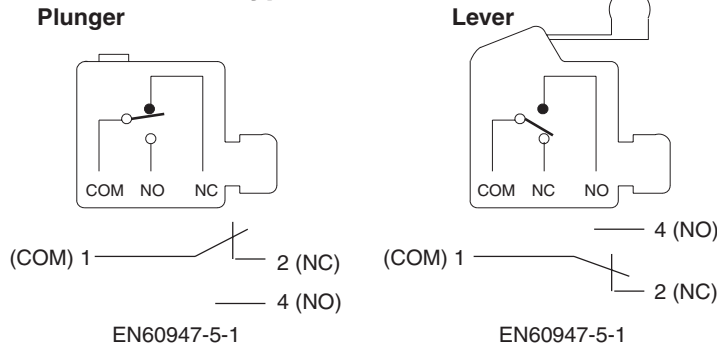 Plunger
COM NO NC
(COM) 1
2 (NC)
4 (NO)
EN60947-5-1
Lever
COM NC NO
4 (NO)
(COM) 1
2 (NC)
EN60947-5-1